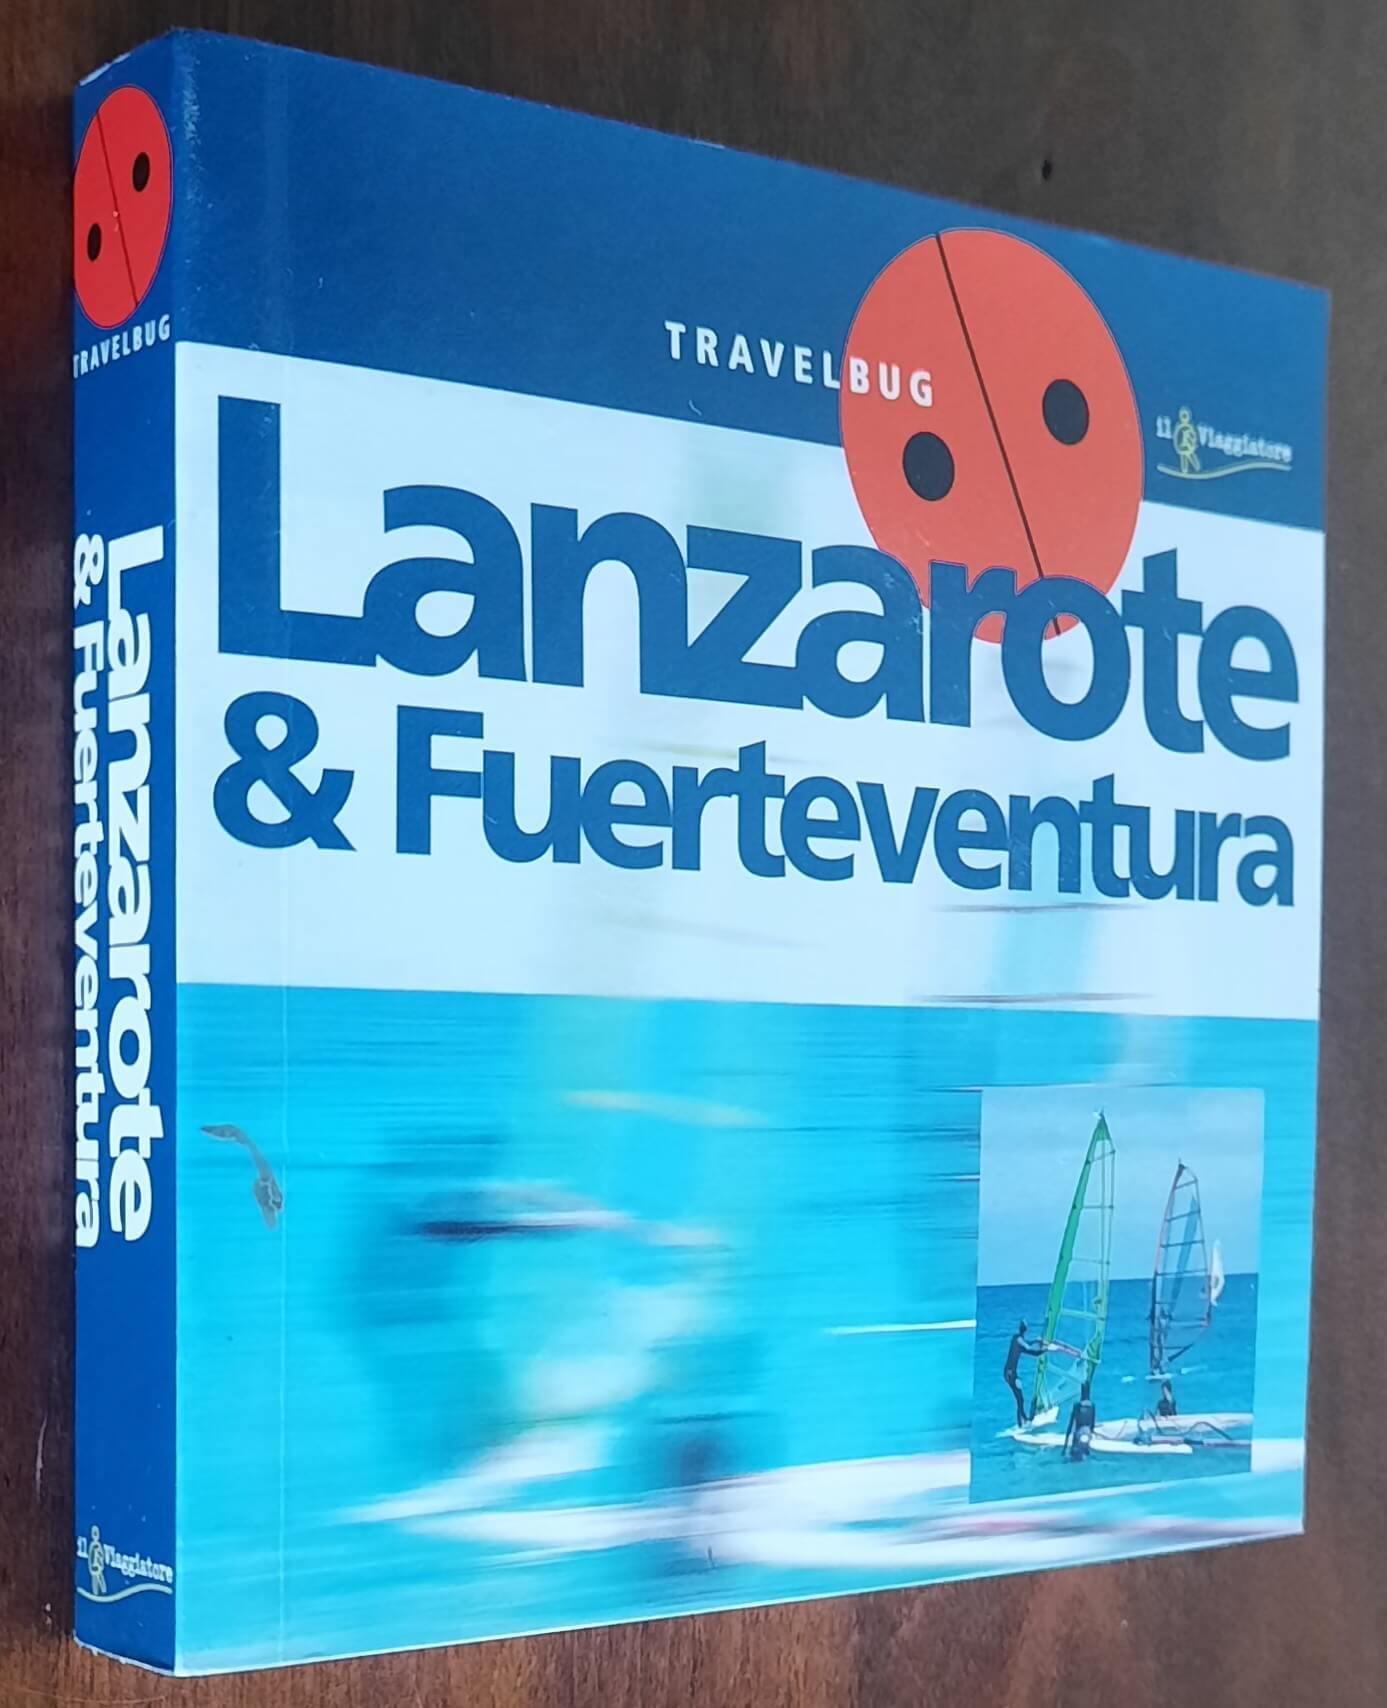 TRAVELBUG
il Viaggiatore
Lanzarote
& Fuerteventura
TRAVELBUG
Lanzarote
& Fuerteventura
il Viaggiatore